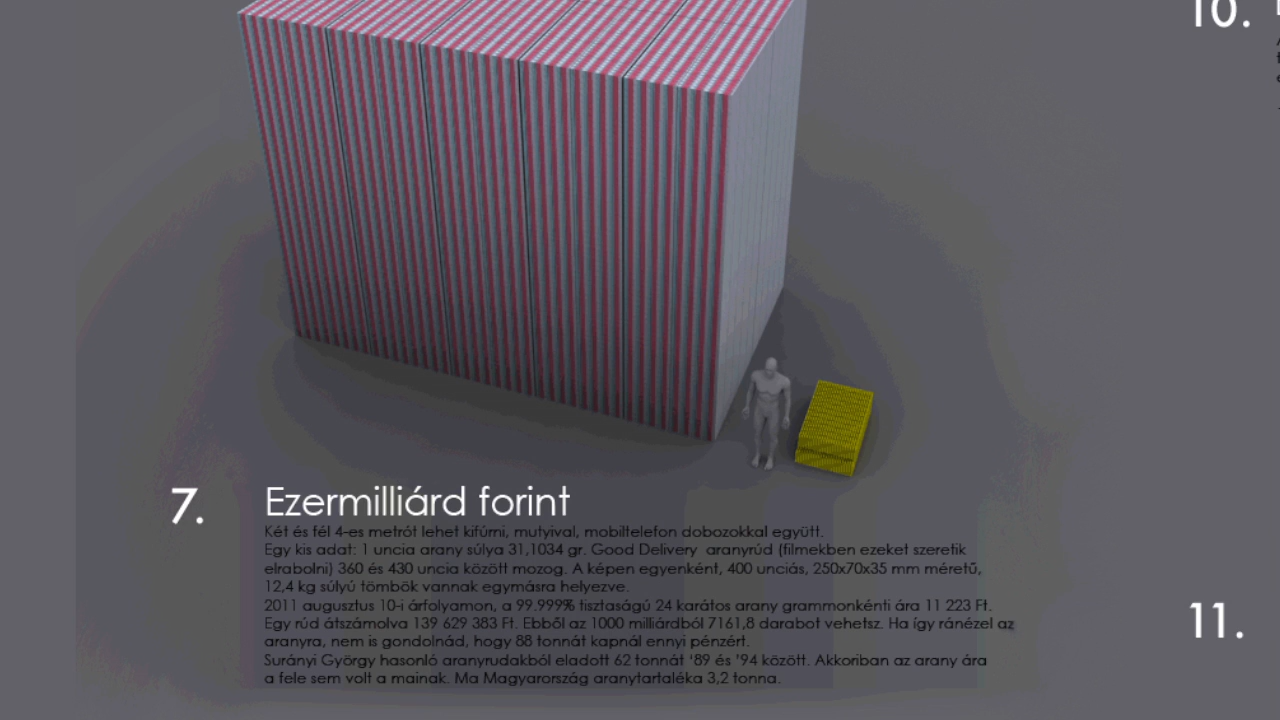 10.
7. Ezermilliárd forint
Két és fél 4-es metrót lehet kifúrni, mutyival, mobiltelefon dobozokkal együtt.
Egy kis adat: 1 uncia arany súlya 31,1034 gr. Good Delivery aranyrúd (filmekben ezeket szeretik
elrabolni) 360 és 430 uncia között mozog. A képen egyenként, 400 unciás, 250x70x35 mm méretű,
12,4 kg súlyú tömbök vannak egymásra helyezve.
2011 augusztus 10-i árfolyamon, a 99.999% tisztaságú 24 karátos arany grammonkénti ára 11 223 Ft.
Egy rúd átszámolva 139 629 383 Ft. Ebből az 1000 milliárdból 7161,8 darabot vehetsz. Ha így ránézel az
aranyra, nem is gondolnád, hogy 88 tonnát kapnál ennyi pénzért.
Surányi György hasonló aranyrudakból eladott 62 tonnát '89 és '94 között. Akkoriban az arany ára
a fele sem volt a mainak. Ma Magyarország aranytartaléka 3,2 tonna.
11.